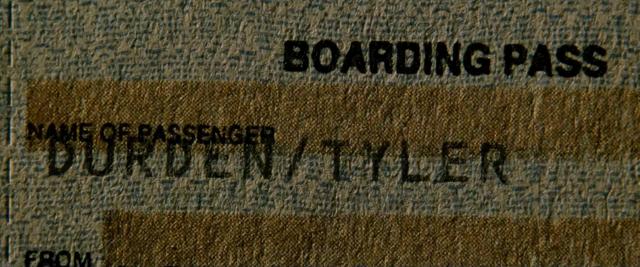 BOARDING PASS
NAME OF PASSENGER
DURDEN/TYLER
FROM